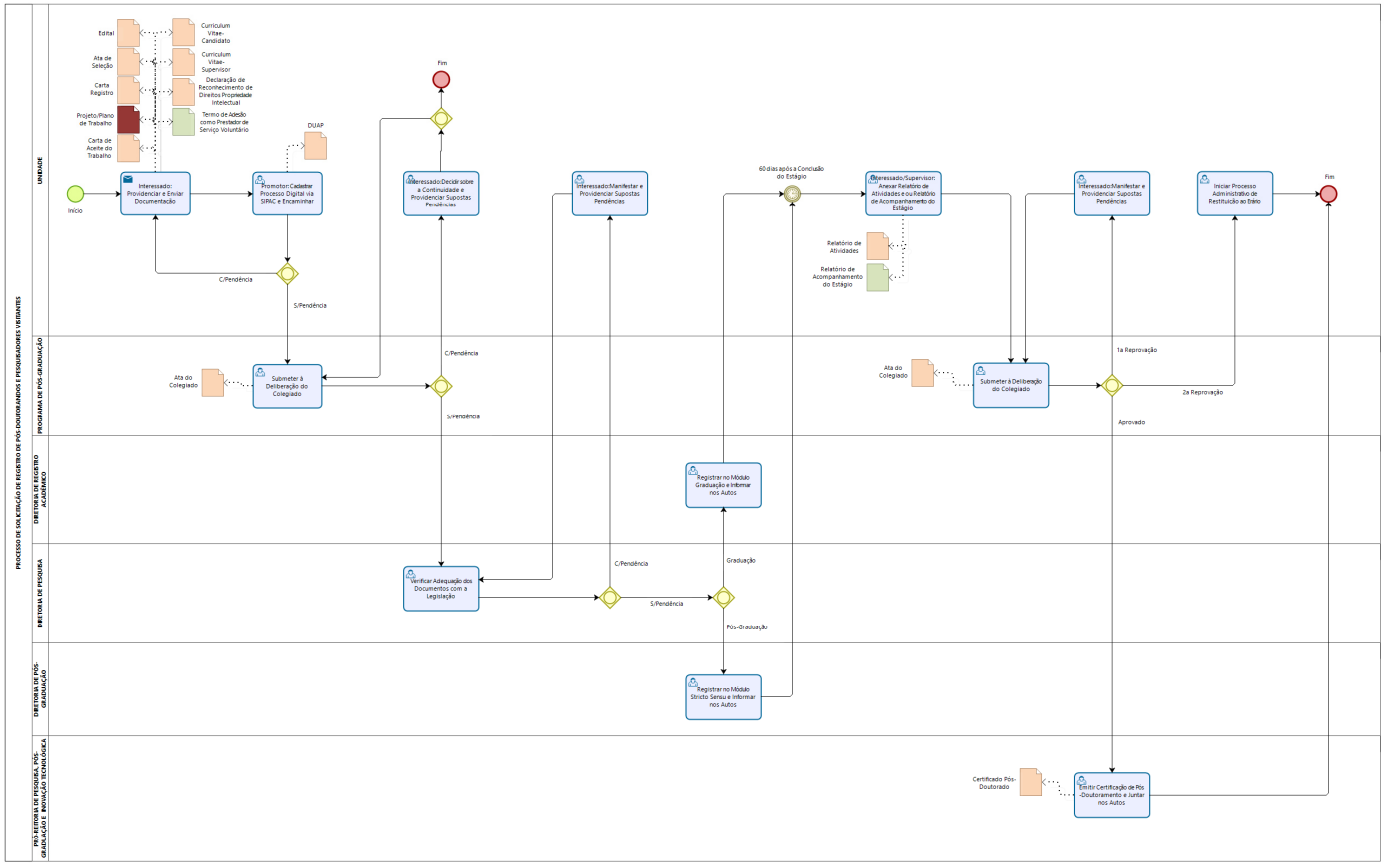 PROCESSO DE SOLICITAÇÃO DE REGISTRO DE PÓS-DOUTORANDOS E PESQUISADORES VISITANTES
UNIDADE
Edital
Curriculum
Vitae-
Candidato
Ata de
Seleção
Curriculum
Vitae-
Supervisor
Carta
Registro
Declaração de
Reconhecimento de
Direitos Propriedade
Intelectual
Projeto/Plano
de Trabalho
Termo de Adesão
como Prestador de
Serviço Voluntário
Carta de
Aceite do
Trabalho
DUAP
Fim
Início
Interessado:
Providenciar e Enviar
Documentação
Promotor:Cadastrar
Processo Digital via
SIPAC e Encaminhar
Interessado:Decidir sobre
a Continuidade e
Providenciar Supostas
Pendências
Interessado:Manifestar e
Providenciar Supostas
Pendências
60 dias após a Conclusão
do Estágio
Interessado/Supervisor:
Anexar Relatório de
Atividades e ou Relatório
de Acompanhamento do
Estágio
Interessado:Manifestar e
Providenciar Supostas
Pendências
Iniciar Processo
Administrativo de
Restituição ao Erário
Fim
C/Pendência
S/Pendência
Relatório de
Atividades
Relatório de
Acompanhamento
do Estágio
PROGRAMA DE PÓS-GRADUAÇÃO
Ata do
Colegiado
Submeter à
Deliberação do
Colegiado
C/Pendência
S/Pendência
Ata do
Colegiado
Submeter à Deliberação
do Colegiado
1a Reprovação
2a Reprovação
Aprovado
DIRETORIA DE REGISTRO
ACADÊMICO
Registrar no Módulo
Graduação e Informar
nos Autos
DIRETORIA DE PESQUISA
Verificar Adequação dos
Documentos com a
Legislação
C/Pendência
S/Pendência
Graduação
Pós-Graduação
DIRETORIA DE PÓS-
GRADUAÇÃO
Registrar no Módulo
Stricto Sensu e Informar
nos Autos
PRÓ-REITORIA DE PESQUISA, PÓS-
GRADUAÇÃO E INOVAÇÃO TECNOLÓGICA
Certificado Pós-
Doutorado
Emitir Certificação de Pós
-Doutoramento e Juntar
nos Autos